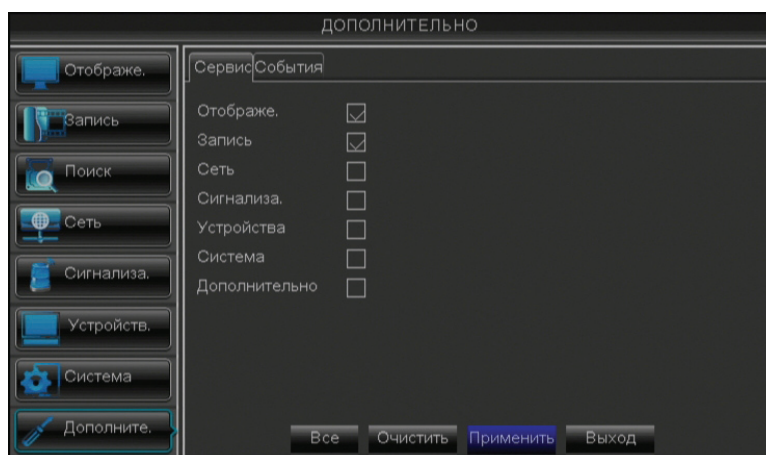 ДОПОЛНИТЕЛЬНО
Отображе.
Запись
Поиск
Сеть
Сигнализа.
Устройств.
Система
Дополните.
Сервис События
Отображе.
Запись
Сеть
Сигнализа.
Устройства
Система
Дополнительно
Все Очистить Применить Выход